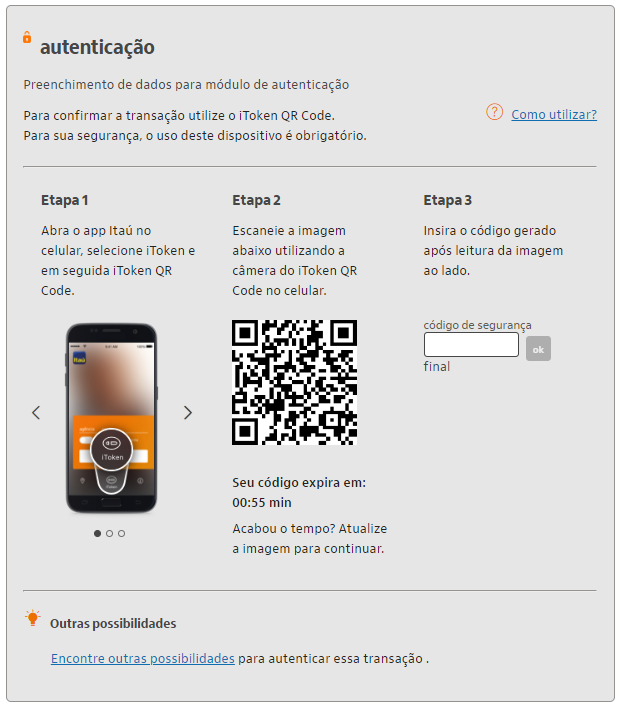 autenticação
Preenchimento de dados para módulo de autenticação
Para confirmar a transação utilize o iToken QR Code.
Para sua segurança, o uso deste dispositivo é obrigatório.
? Como utilizar?
Etapa 1
Abra o app Itaú no
celular, selecione iToken e
em seguida iToken QR
Code.
Itaú
iToken
Etapa 2
Escaneie a imagem
abaixo utilizando a
câmera do iToken QR
Code no celular.
Seu código expira em:
00:55 min
Acabou o tempo? Atualize
a imagem para continuar.
Etapa 3
Insira o código gerado
após leitura da imagem
ao lado.
código de segurança
ok
final
Outras possibilidades
Encontre outras possibilidades para autenticar essa transação .